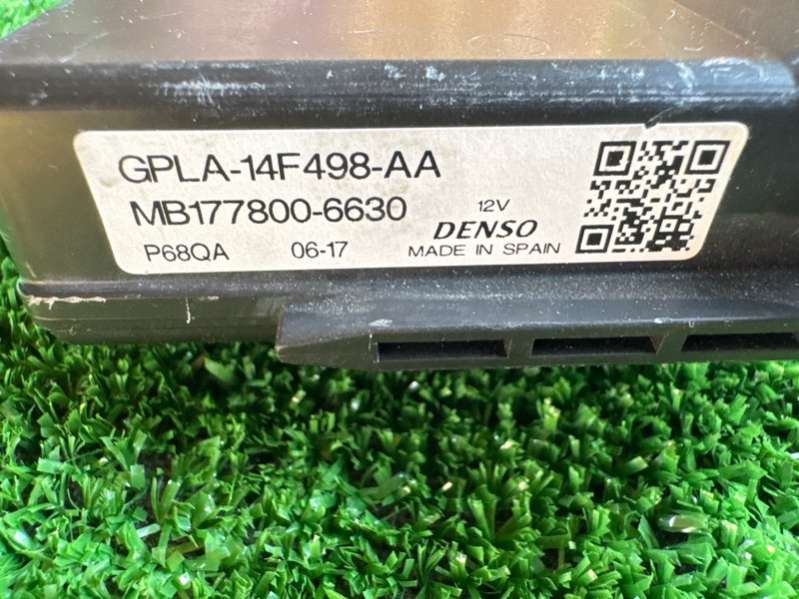 GPLA-14F498-AA
MB177800-6630
12V
DENSO
P68QA 06-17 MADE IN SPAIN